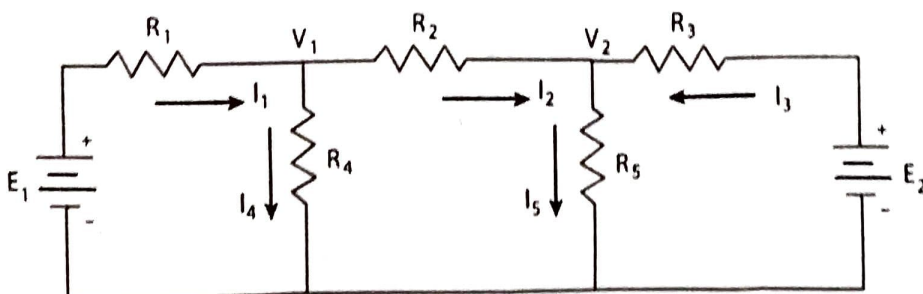 R1 V1 R2 V2 R3
I1 I2 I3
+ +
E1 R4 R5 E2
I4 I5
- -